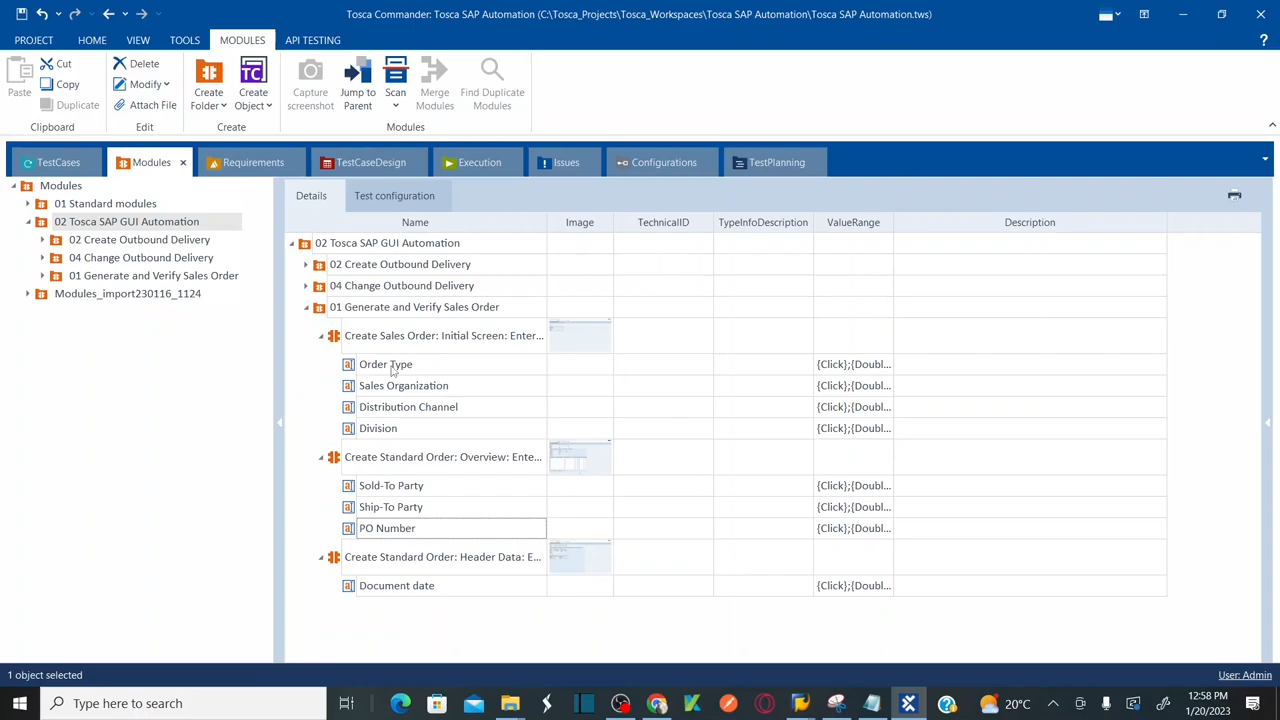 Tosca Commander: Tosca SAP Automation (C:\Tosca_Projects\Tosca_Workspaces\Tosca SAP Automation\Tosca SAP Automation.tws)
PROJECT HOME VIEW TOOLS MODULES API TESTING
Paste
Cut
Copy
Duplicate
Clipboard
Delete
Modify
Attach File
Edit
Create Folder
Create Object
Create
Capture screenshot
Jump to Parent
Scan
Merge Modules
Find Duplicate Modules
Modules
TestCases Modules Requirements TestCaseDesign Execution Issues Configurations TestPlanning
Modules
01 Standard modules
02 Tosca SAP GUI Automation
02 Create Outbound Delivery
04 Change Outbound Delivery
01 Generate and Verify Sales Order
Modules_import230116_1124
Details Test configuration
Name Image TechnicalID TypeInfoDescription ValueRange Description
02 Tosca SAP GUI Automation
02 Create Outbound Delivery
04 Change Outbound Delivery
01 Generate and Verify Sales Order
Create Sales Order: Initial Screen: Enter...
Order Type {Click};{Doubl...
Sales Organization {Click};{Doubl...
Distribution Channel {Click};{Doubl...
Division {Click};{Doubl...
Create Standard Order: Overview: Ente...
Sold-To Party {Click};{Doubl...
Ship-To Party {Click};{Doubl...
PO Number {Click};{Doubl...
Create Standard Order: Header Data: E...
Document date {Click};{Doubl...
1 object selected
User: Admin
Type here to search
20°C
12:58 PM
1/20/2023